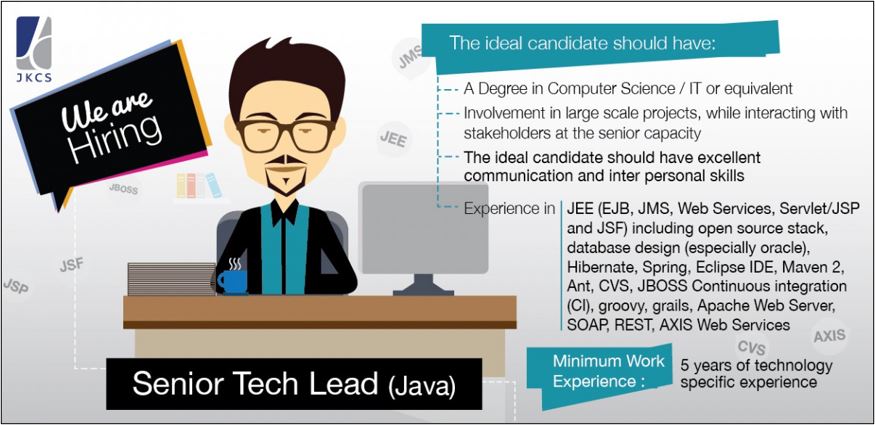 JKCS
We are
Hiring
JMS
JEE
JBOSS
JSF
JSP
The ideal candidate should have:
A Degree in Computer Science / IT or equivalent
Involvement in large scale projects, while interacting with
stakeholders at the senior capacity
The ideal candidate should have excellent
communication and inter personal skills
Experience in
JEE (EJB, JMS, Web Services, Servlet/JSP
and JSF) including open source stack,
database design (especially oracle),
Hibernate, Spring, Eclipse IDE, Maven 2,
Ant, CVS, JBOSS Continuous integration
(CI), groovy, grails, Apache Web Server,
SOAP, REST, AXIS Web Services
CVS
AXIS
Minimum Work
Experience :
5 years of technology
specific experience
Senior Tech Lead (Java)